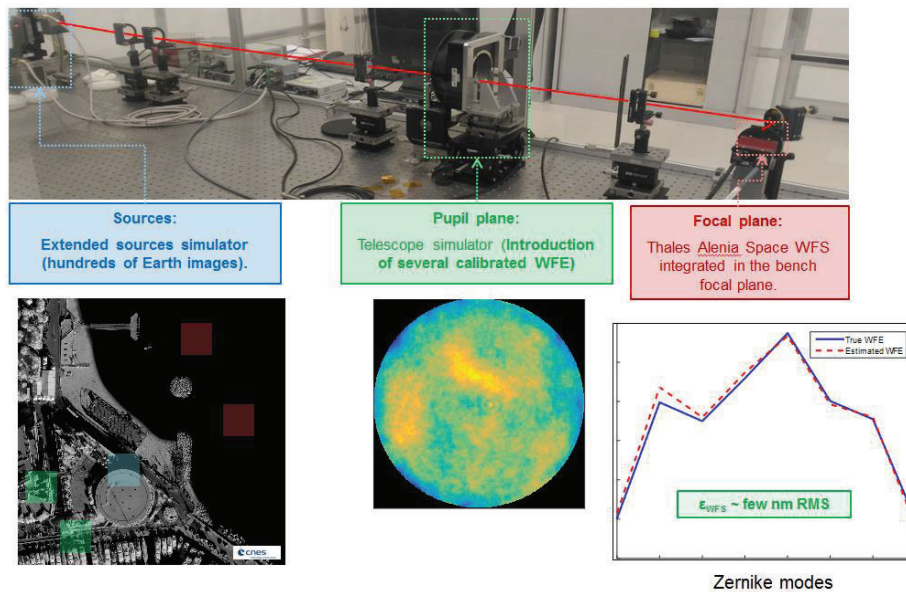 Sources:
Extended sources simulator
(hundreds of Earth images).
Pupil plane:
Telescope simulator (Introduction
of several calibrated WFE)
Focal plane:
Thales Alenia Space WFS
integrated in the bench
focal plane.
True WFE
Estimated WFE
εWFS ~ few nm RMS
cnes
Zernike modes